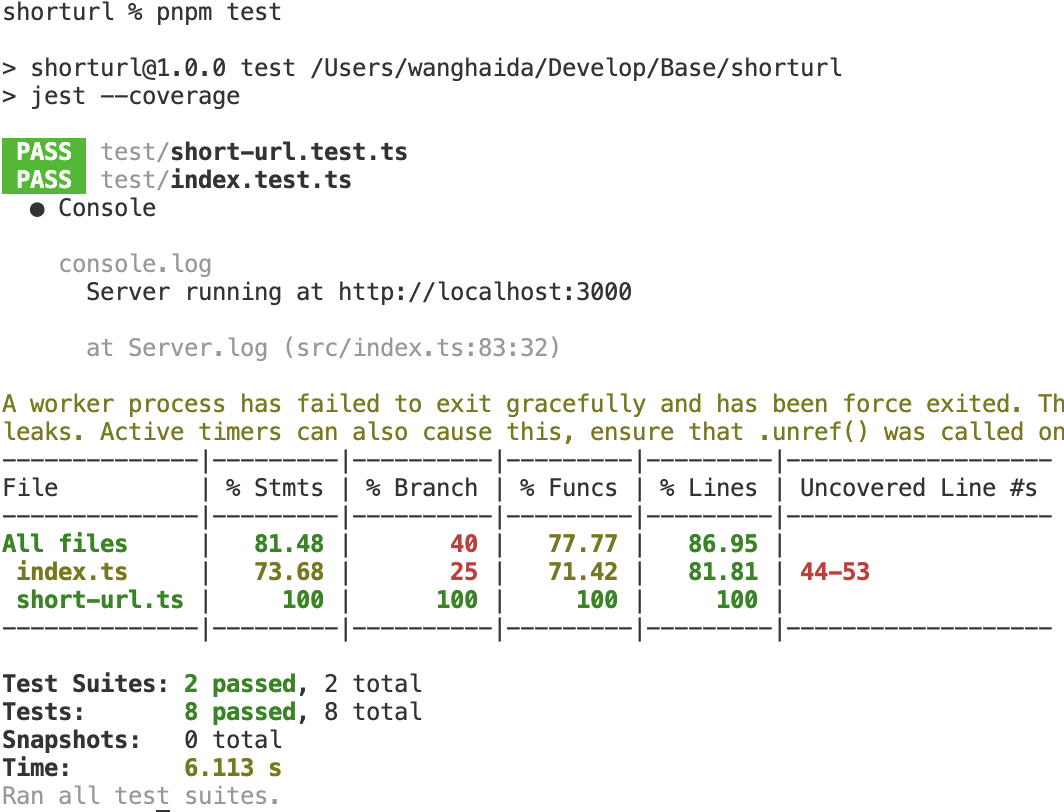 shorturl % pnpm test
> shorturl@1.0.0 test /Users/wanghaida/Develop/Base/shorturl
> jest --coverage
PASS test/short-url.test.ts
PASS test/index.test.ts
● Console
console.log
Server running at http://localhost:3000
at Server.log (src/index.ts:83:32)
A worker process has failed to exit gracefully and has been force exited. Th
leaks. Active timers can also cause this, ensure that .unref() was called on
--------------|---------|----------|---------|---------|-------------------
File          | % Stmts | % Branch | % Funcs | % Lines | Uncovered Line #s
--------------|---------|----------|---------|---------|-------------------
All files     |   81.48 |       40 |   77.77 |   86.95 |
 index.ts     |   73.68 |       25 |   71.42 |   81.81 | 44-53
 short-url.ts |     100 |      100 |     100 |     100 |
--------------|---------|----------|---------|---------|-------------------
Test Suites: 2 passed, 2 total
Tests:       8 passed, 8 total
Snapshots:   0 total
Time:        6.113 s
Ran all test suites.